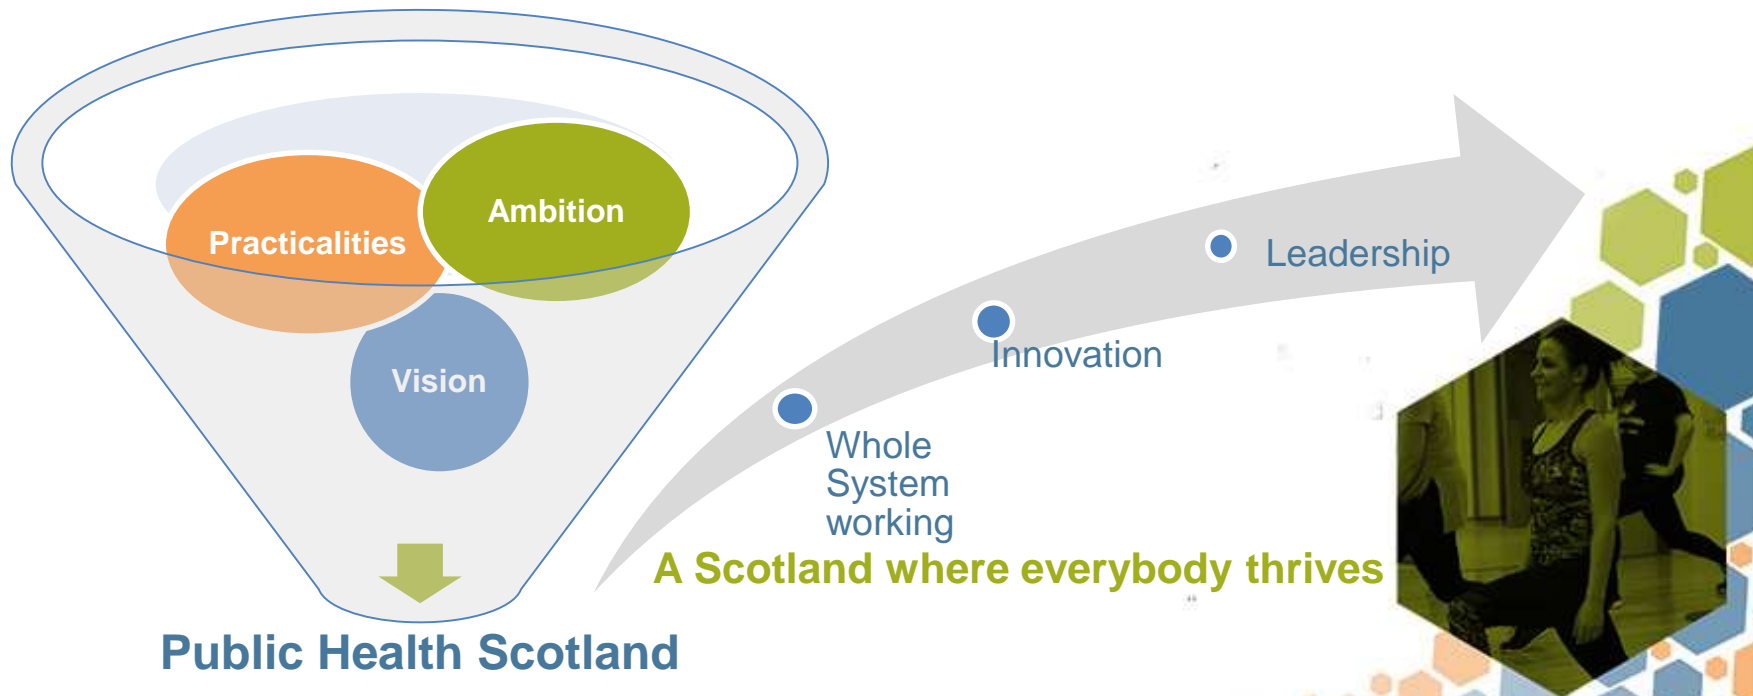 Practicalities
Ambition
Vision
Public Health Scotland
Whole
System
working
Innovation
Leadership
A Scotland where everybody thrives